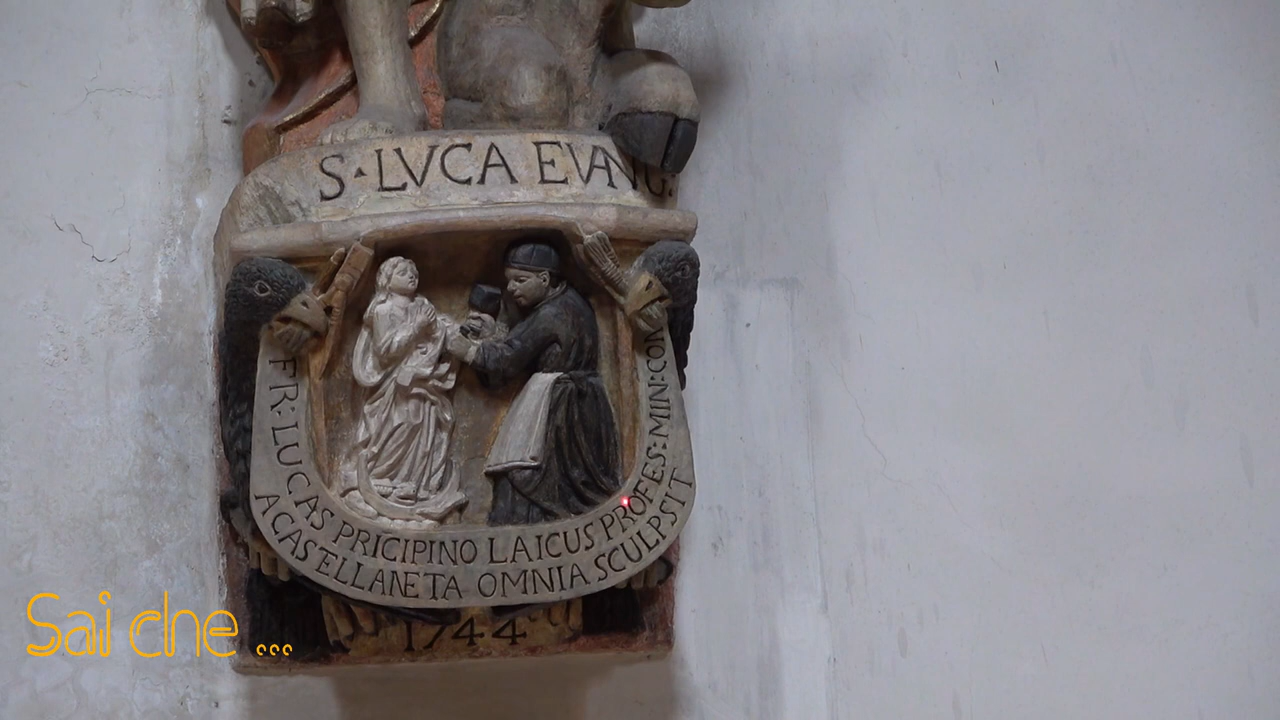 S·LVCA EVANG:
FR: LUCAS PRICIPINO LAICUS PROFES: MIN: CON
A CASTELLANETA OMNIA SCULPSIT
1744
Sai che ...